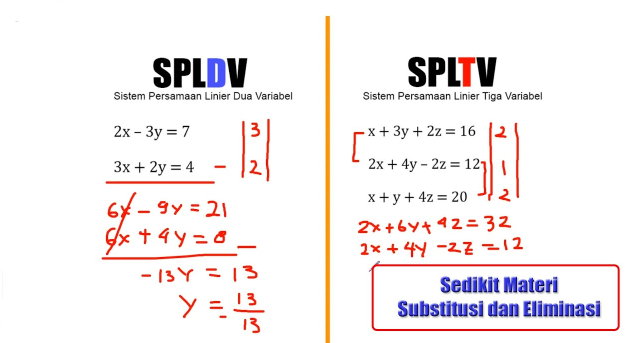 SPLDV
Sistem Persamaan Linier Dua Variabel
2x – 3y = 7 |3|
3x + 2y = 4 – |2|
6x – 9y = 21
6x + 4y = 8 –
-13y = 13
y = 13
- 13
SPLTV
Sistem Persamaan Linier Tiga Variabel
x + 3y + 2z = 16 |2|
2x + 4y – 2z = 12 |1|
x + y + 4z = 20 |2|
2x + 6y + 4z = 32
2x + 4y - 2z = 12
Sedikit Materi
Substitusi dan Eliminasi